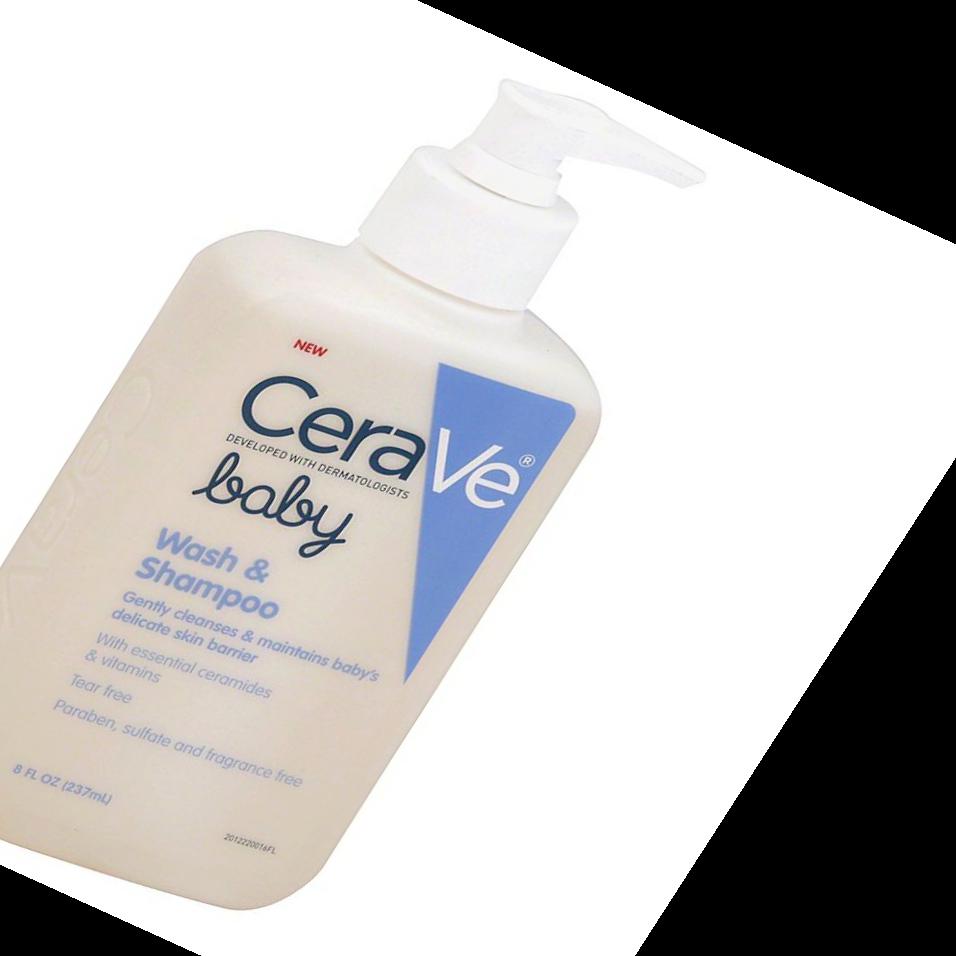 NEW
CeraVe®
DEVELOPED WITH DERMATOLOGISTS
baby
Wash &
Shampoo
Gently cleanses & maintains baby's
delicate skin barrier
With essential ceramides
& vitamins
Tear free
Paraben, sulfate and fragrance free
8 FL OZ (237mL)
2012220016FL